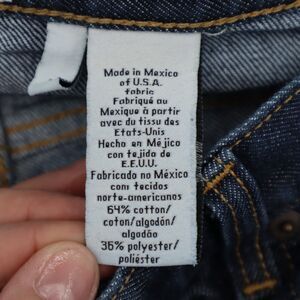 Made in Mexico
of U.S.A.
fabric
Fabriqué au
Mexique à partir
avec du tissu des
Etats-Unis
Hecho en Méjico
con tejida de
E.E.U.U.
Fabricado no México
com tecidos
norte-americanos
64% cotton/
coton/algodón/
algodão
36% polyester/
poliéster